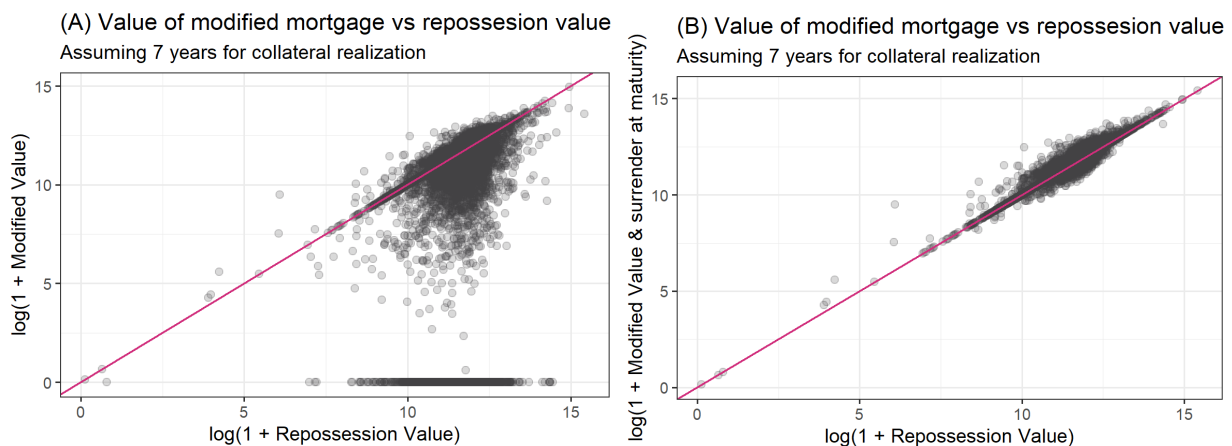 (A) Value of modified mortgage vs repossesion value
Assuming 7 years for collateral realization
log(1 + Modified Value)
15
10
5
0
0
5
10
15
log(1 + Repossession Value)
(B) Value of modified mortgage vs repossesion value
Assuming 7 years for collateral realization
log(1 + Modified Value & surrender at maturity)
15
10
5
0
0
5
10
15
log(1 + Repossession Value)